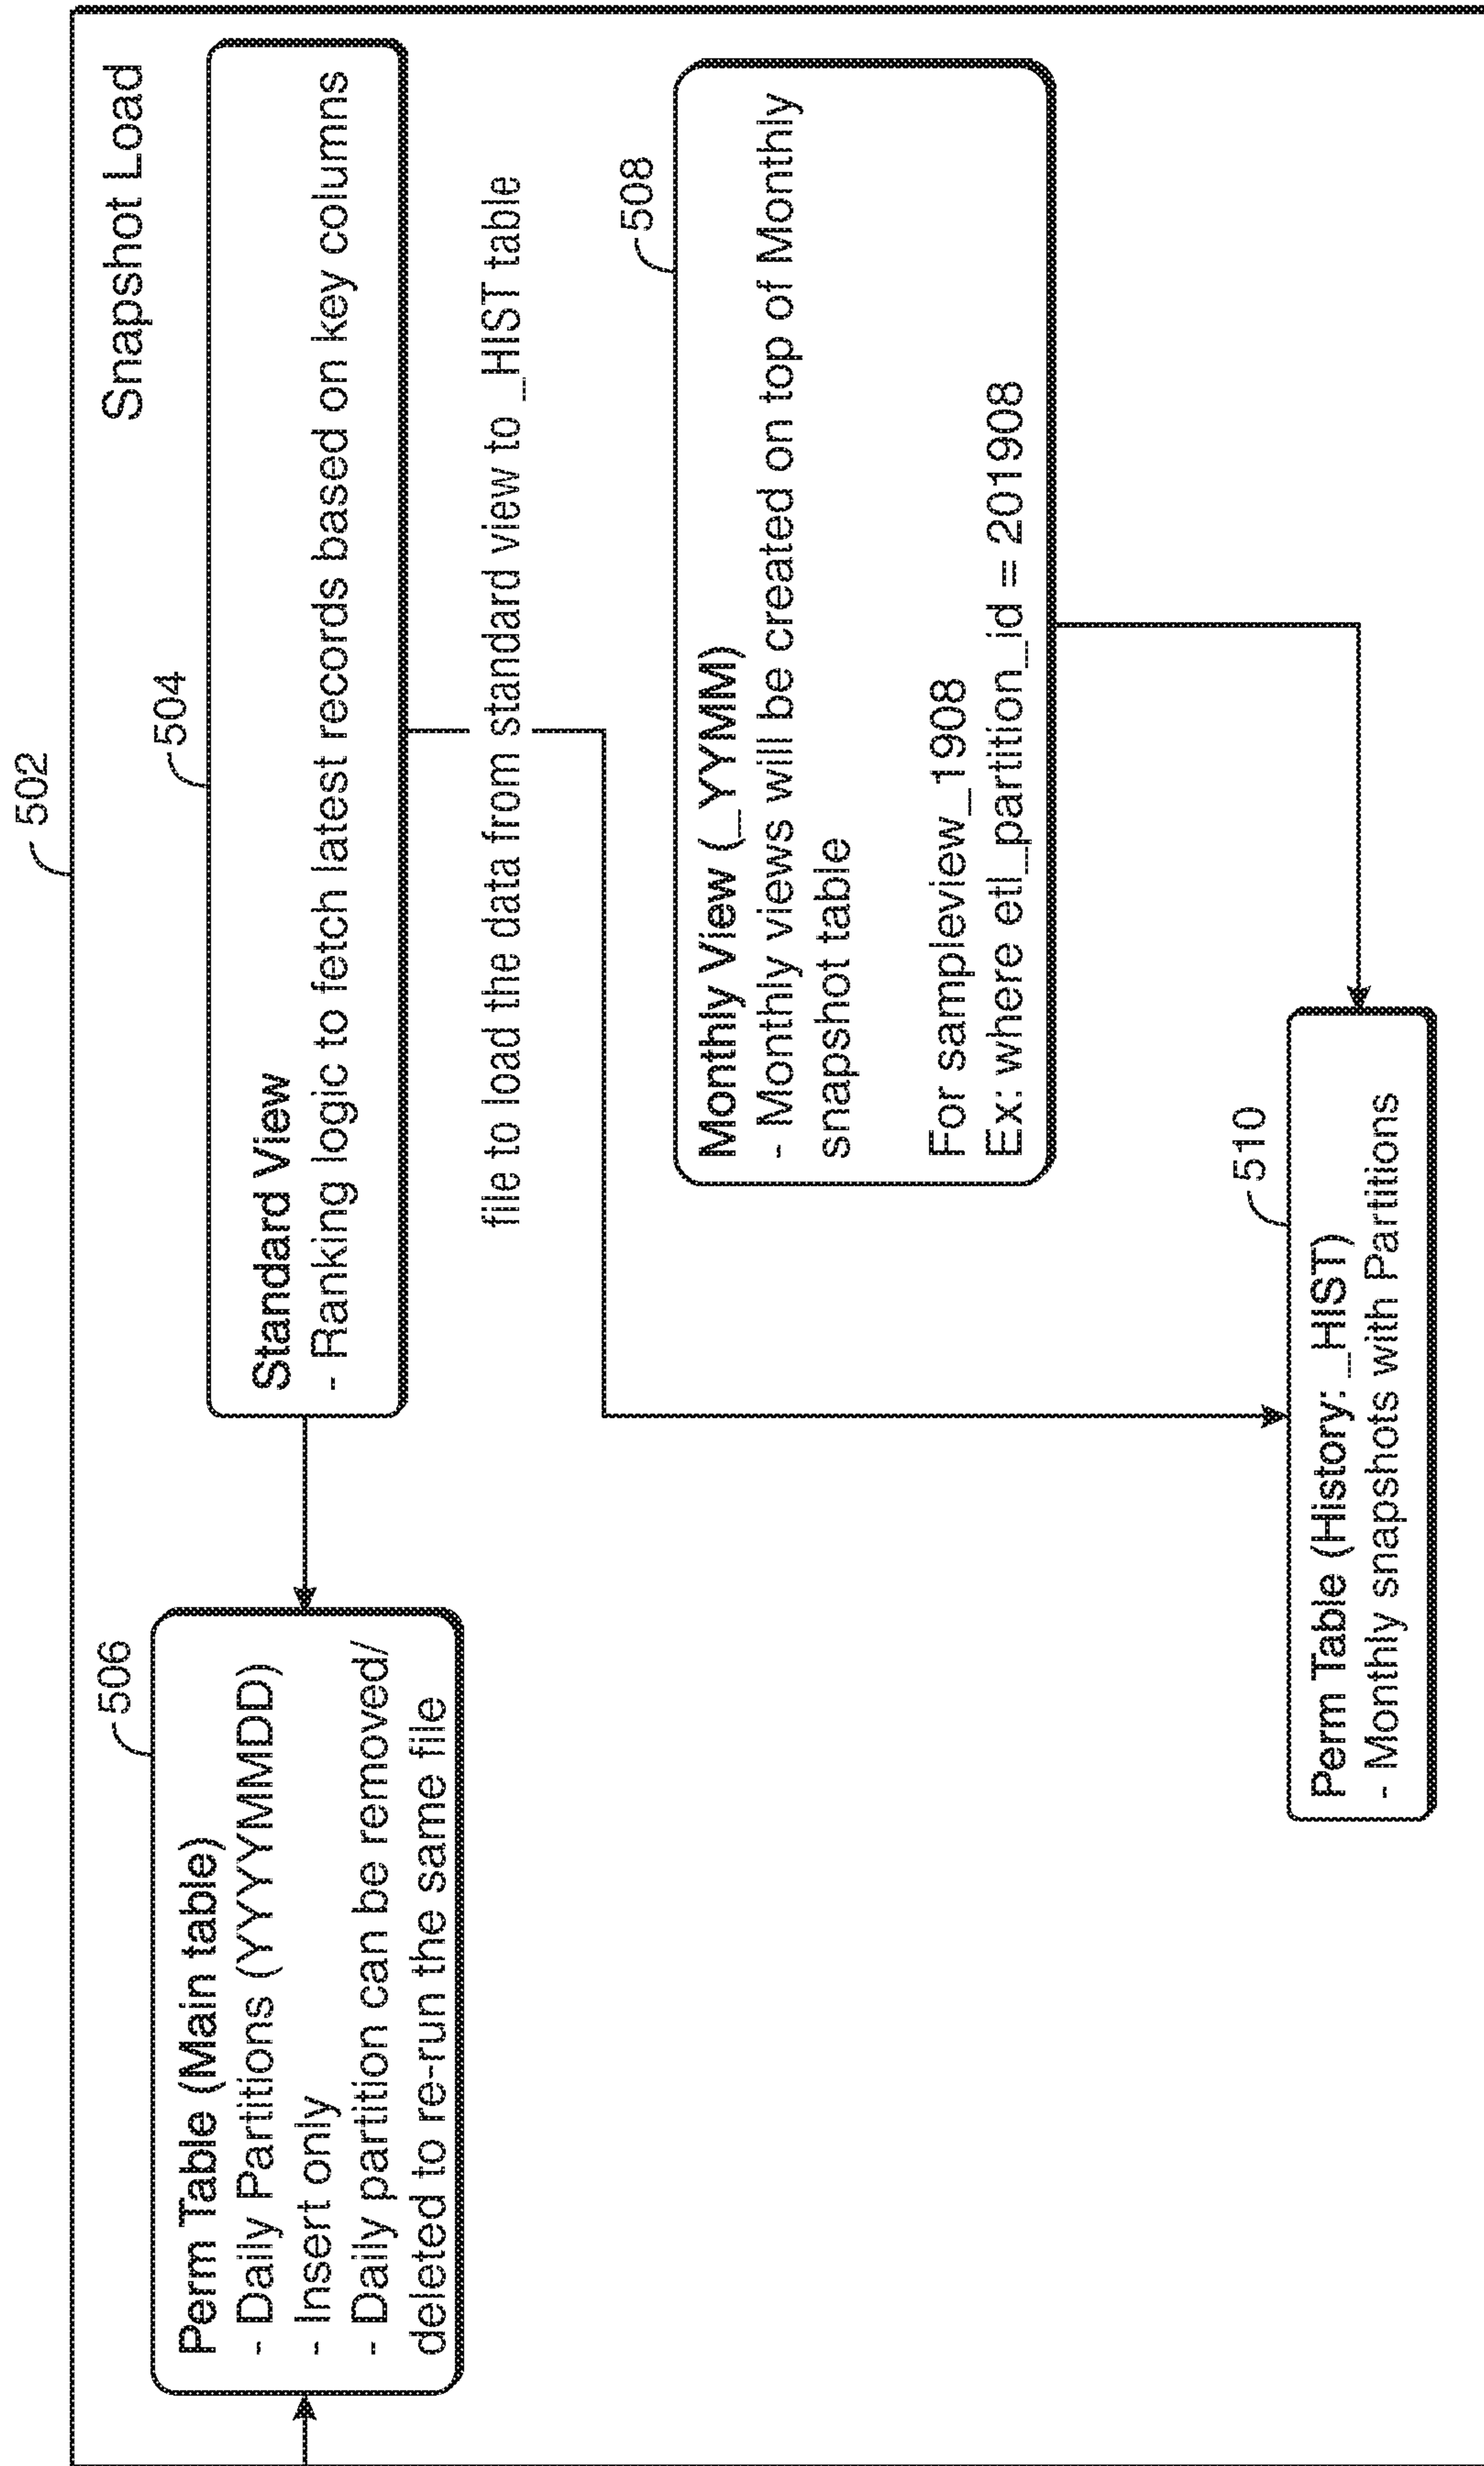 502
Snapshot Load
506
Perm Table (Main table)
- Daily Partitions (YYYYMMDD)
- Insert only
- Daily partition can be removed/
deleted to re-run the same file
504
Standard View
- Ranking logic to fetch latest records based on key columns
file to load the data from standard view to _HIST table
508
Monthly View (_YYMM)
- Monthly views will be created on top of Monthly
snapshot table
For sampleview_1908
Ex: where etl_partition_id = 201908
510
Perm Table (History: _HIST)
- Monthly snapshots with Partitions